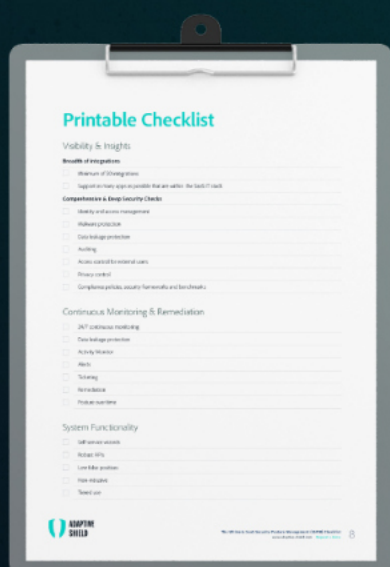 Printable Checklist
Visibility & Insights
Breadth of integrations
Minimum of 30 integrations
Support as many apps as possible that are within the SaaS IT stack
Comprehensive & Deep Security Checks
Identity and access management
Malware protection
Data leakage protection
Auditing
Access control for external users
Privacy control
Compliance policies, security frameworks and benchmarks
Continuous Monitoring & Remediation
24/7 continuous monitoring
Data leakage protection
Activity Monitor
Alerts
Ticketing
Remediation
Posture over time
System Functionality
Self-service wizards
Robust APIs
Low false positives
Non-intrusive
Tiered use
ADAPTIVE
SHIELD
8